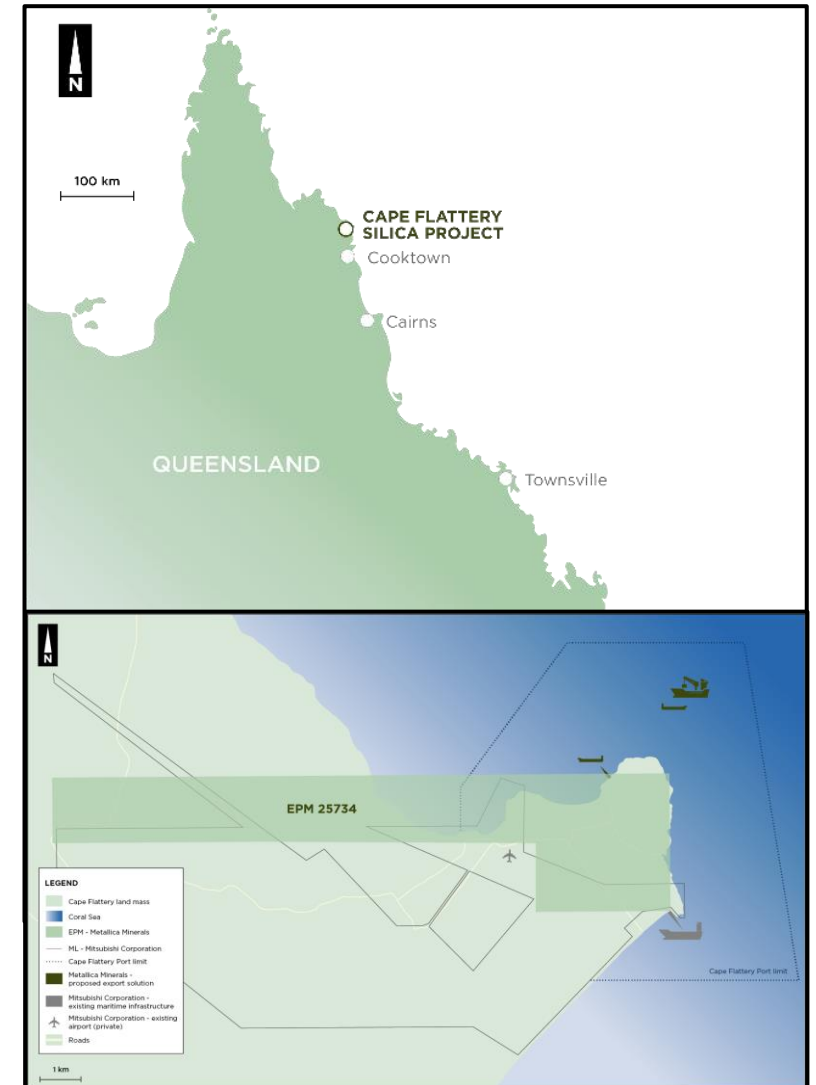 N
100 km
CAPE FLATTERY
SILICA PROJECT
Cooktown
Cairns
QUEENSLAND
Townsville
N
EPM 25734
LEGEND
Cape Flattery land mass
Coral Sea
EPM - Metallica Minerals
ML - Mitsubishi Corporation
Cape Flattery Port limit
Metallica Minerals -
proposed export solution
Mitsubishi Corporation -
existing maritime infrastructure
Mitsubishi Corporation - existing
airport (private)
Roads
Cape Flattery Port limit
1 km